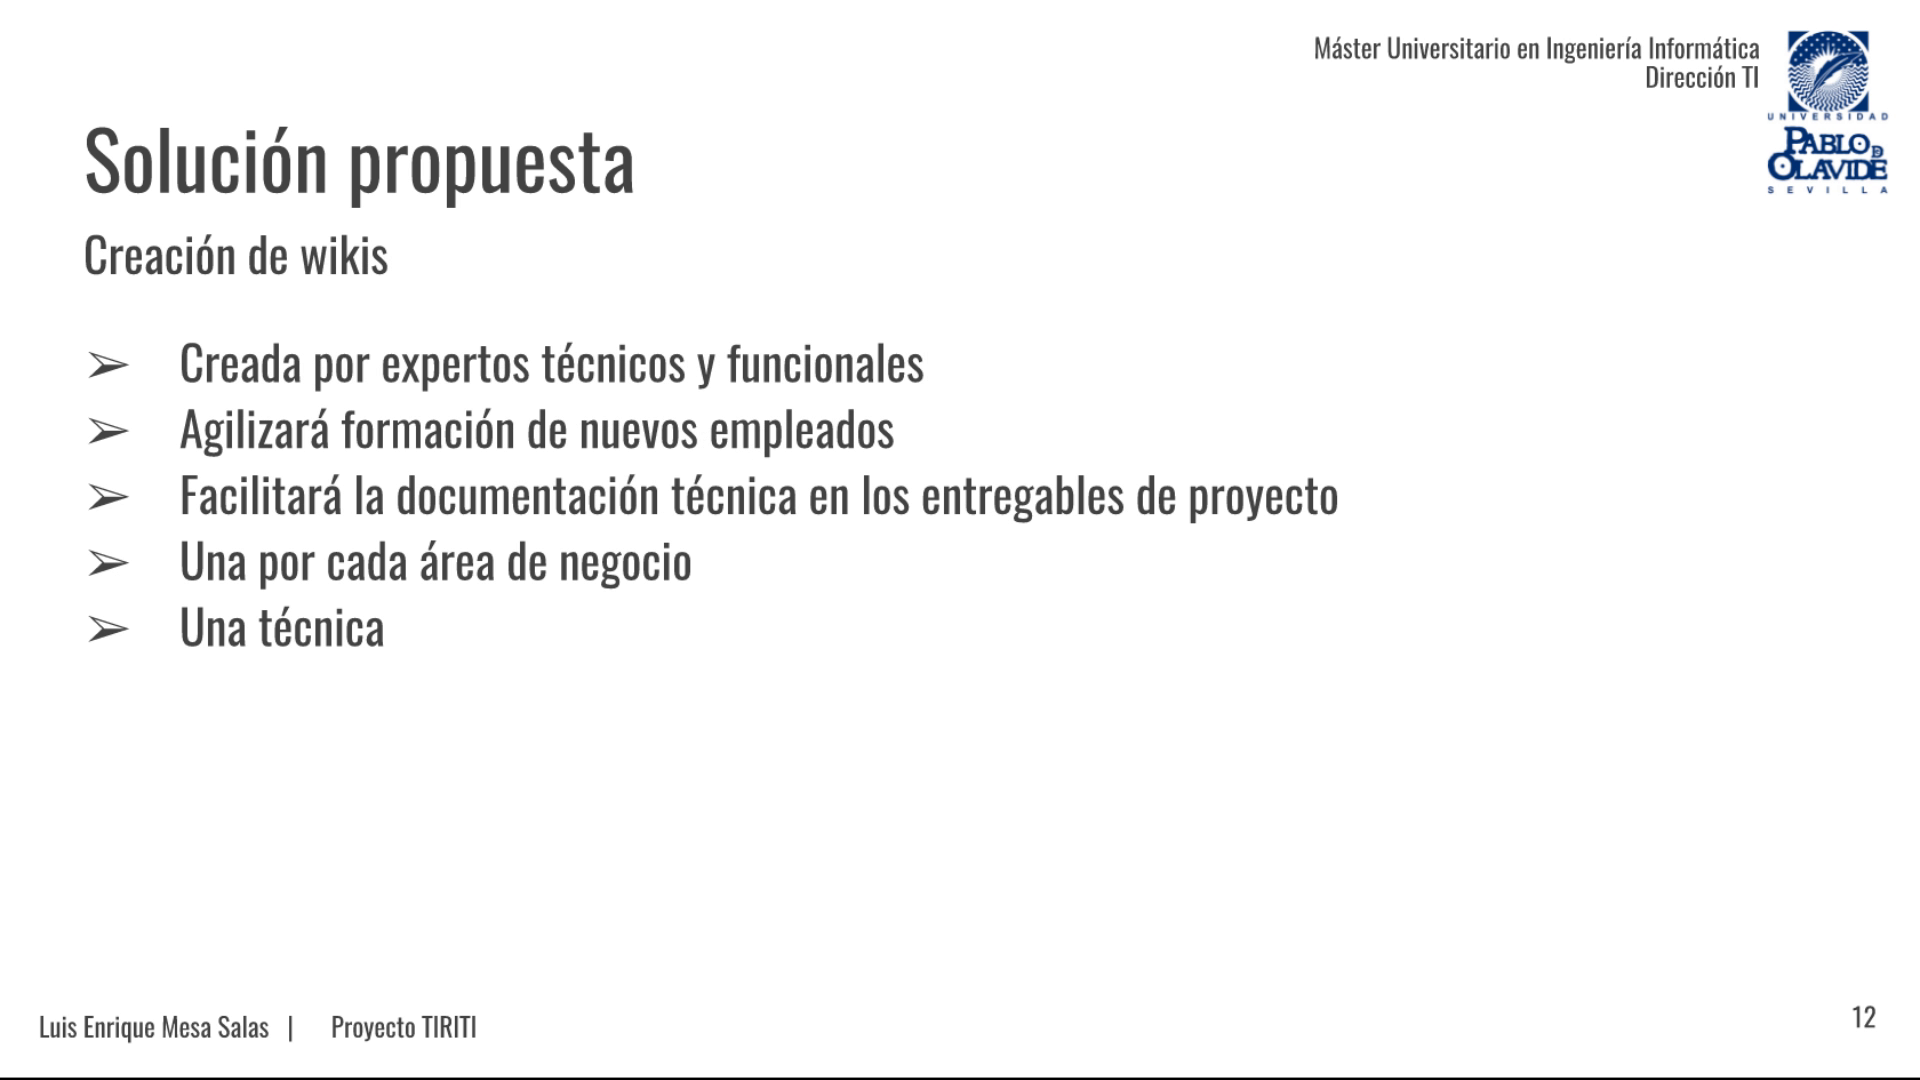 Máster Universitario en Ingeniería Informática
Dirección TI
UNIVERSIDAD
PABLO DE
OLAVIDE
SEVILLA
Solución propuesta
Creación de wikis
➢ Creada por expertos técnicos y funcionales
➢ Agilizará formación de nuevos empleados
➢ Facilitará la documentación técnica en los entregables de proyecto
➢ Una por cada área de negocio
➢ Una técnica
Luis Enrique Mesa Salas | Proyecto TIRITI
12